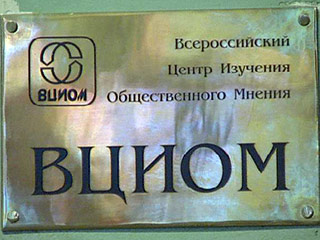 ВЦИОМ
Всероссийский
Центр Изучения
Общественного Мнения
ВЦИОМ